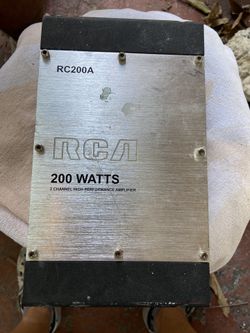 RC200A
RCA
200 WATTS
2 CHANNEL HIGH-PERFORMANCE AMPLIFIER